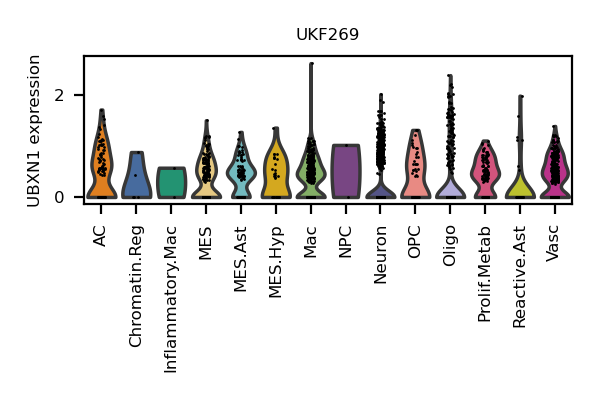 UKF269
UBXN1 expression
2
0
AC
Chromatin.Reg
Inflammatory.Mac
MES
MES.Ast
MES.Hyp
Mac
NPC
Neuron
OPC
Oligo
Prolif.Metab
Reactive.Ast
Vasc